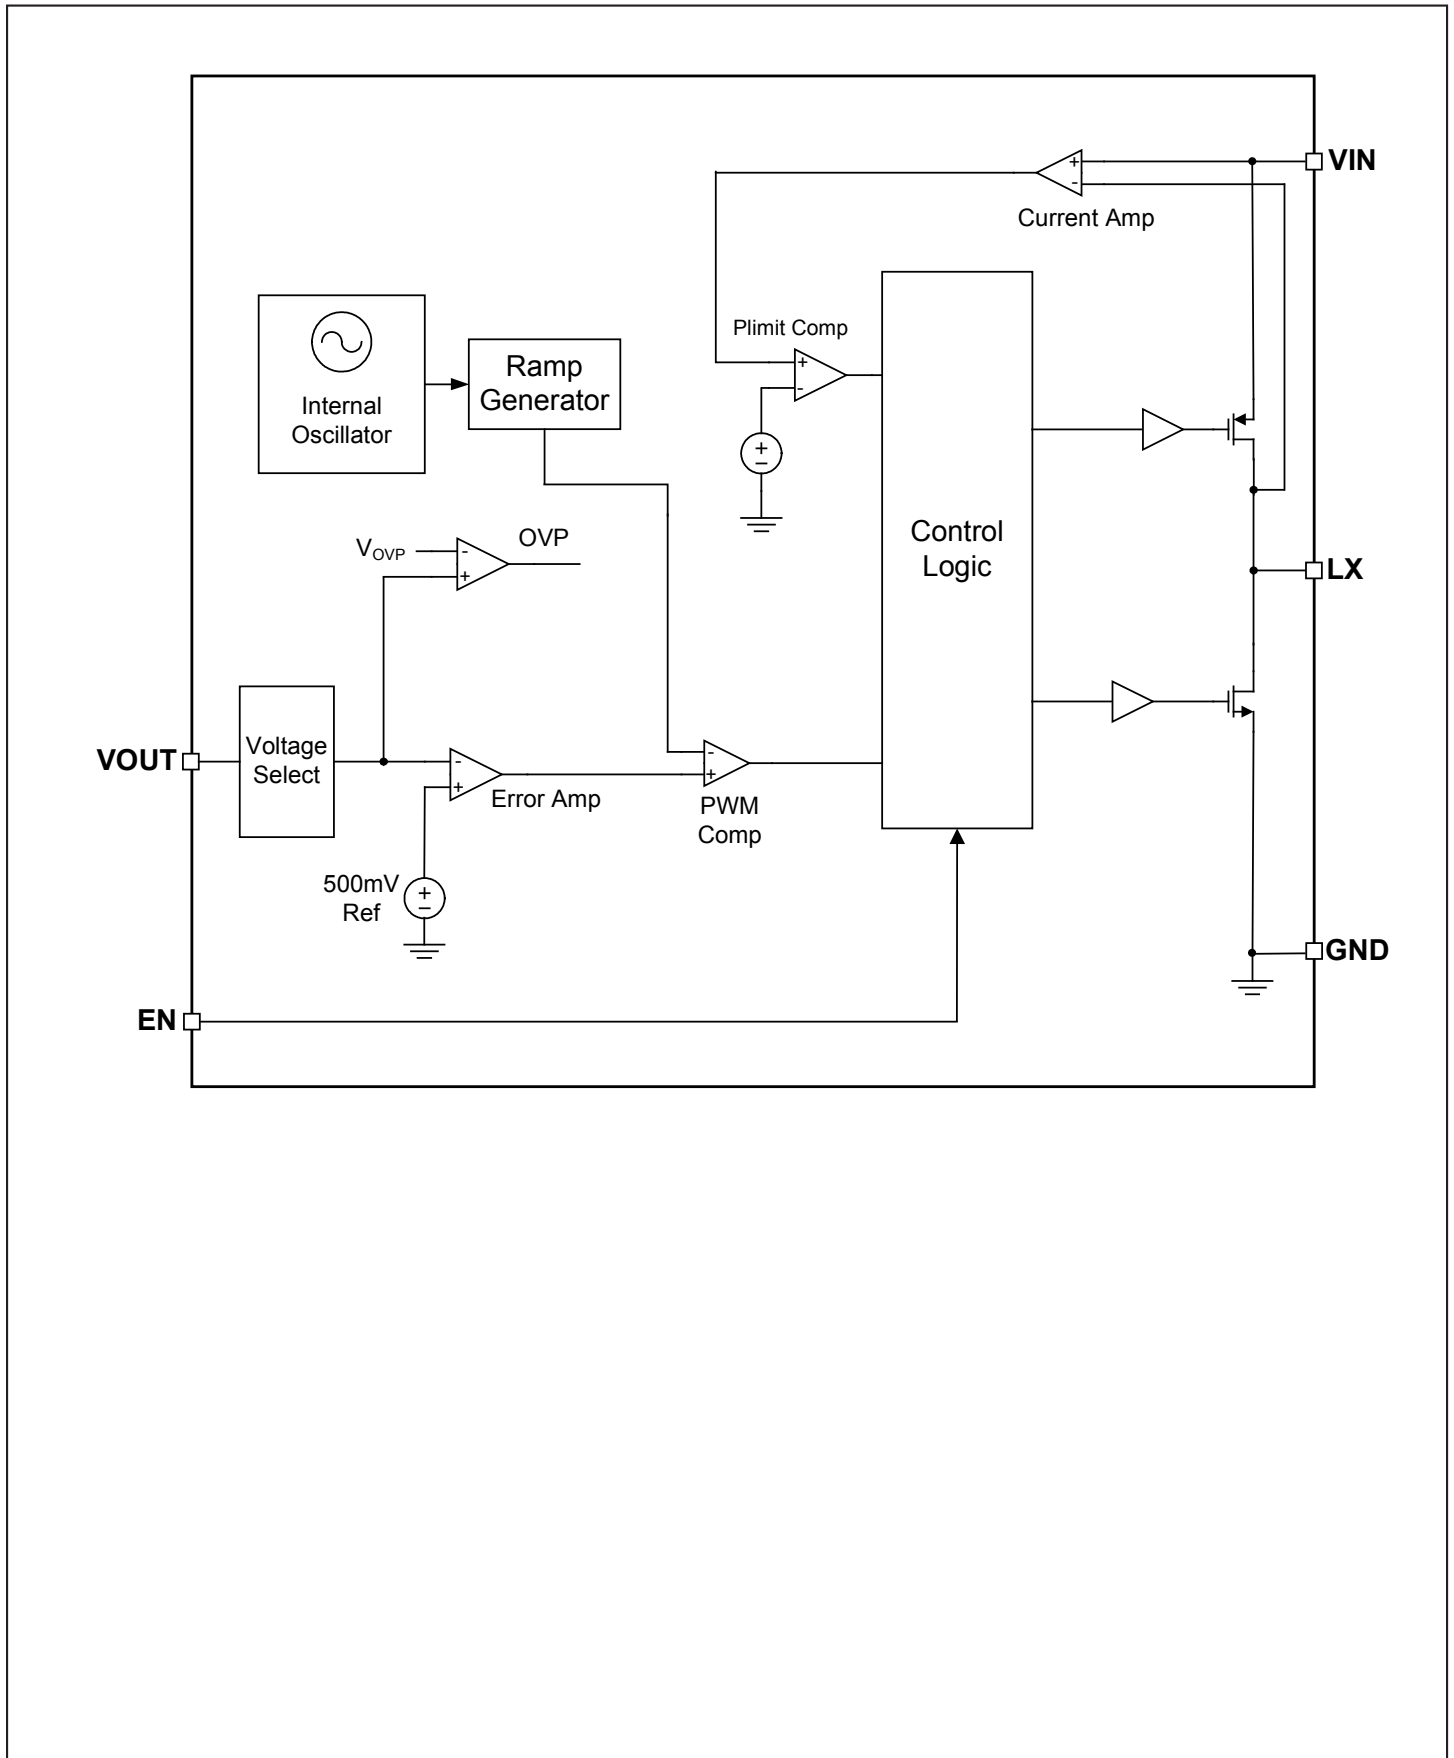 VIN
+
-
Current Amp
Plimit Comp
+
-
Ramp
Generator
Internal
Oscillator
+
−
Control
Logic
OVP
VOVP
-
+
LX
VOUT
Voltage
Select
-
+
Error Amp
-
+
PWM
Comp
500mV
Ref
+
−
GND
EN